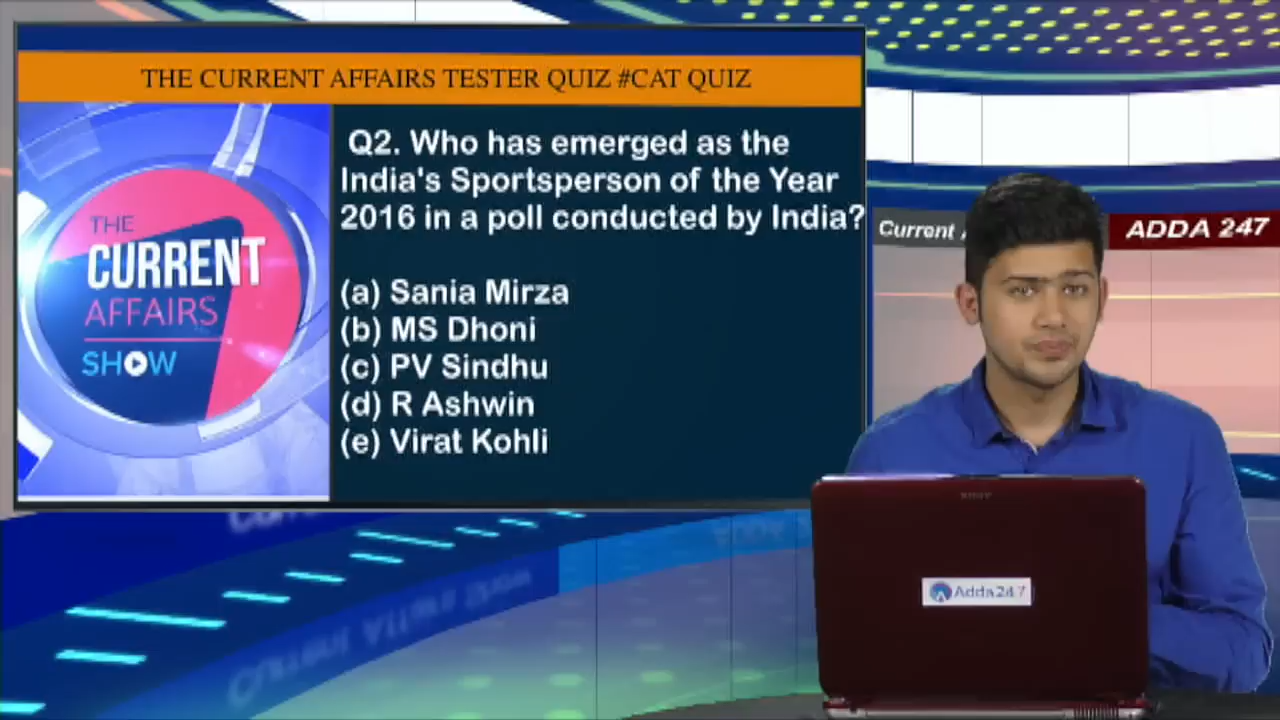 THE CURRENT AFFAIRS TESTER QUIZ #CAT QUIZ
Q2. Who has emerged as the
India's Sportsperson of the Year
2016 in a poll conducted by India?
(a) Sania Mirza
(b) MS Dhoni
(c) PV Sindhu
(d) R Ashwin
(e) Virat Kohli
THE
CURRENT
AFFAIRS
SHOW
Current
ADDA 247
SONY
Adda247